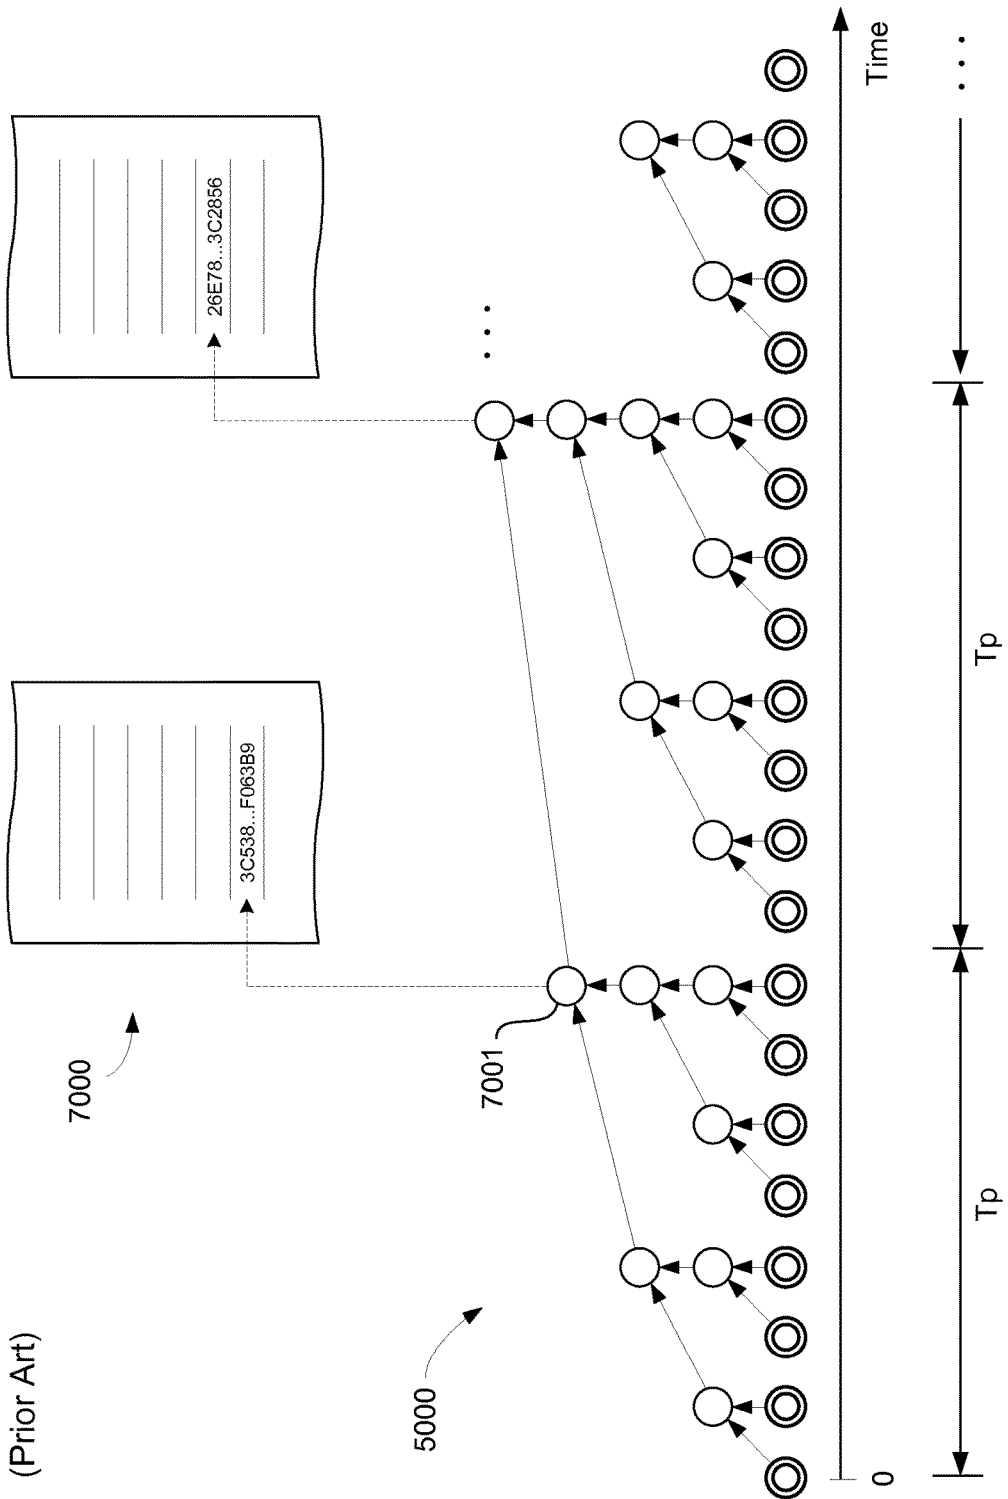 (Prior Art)
7000
3C538...F063B9
26E78...3C2856
5000
7001
. . .
0
Time
Tp
Tp
. . .